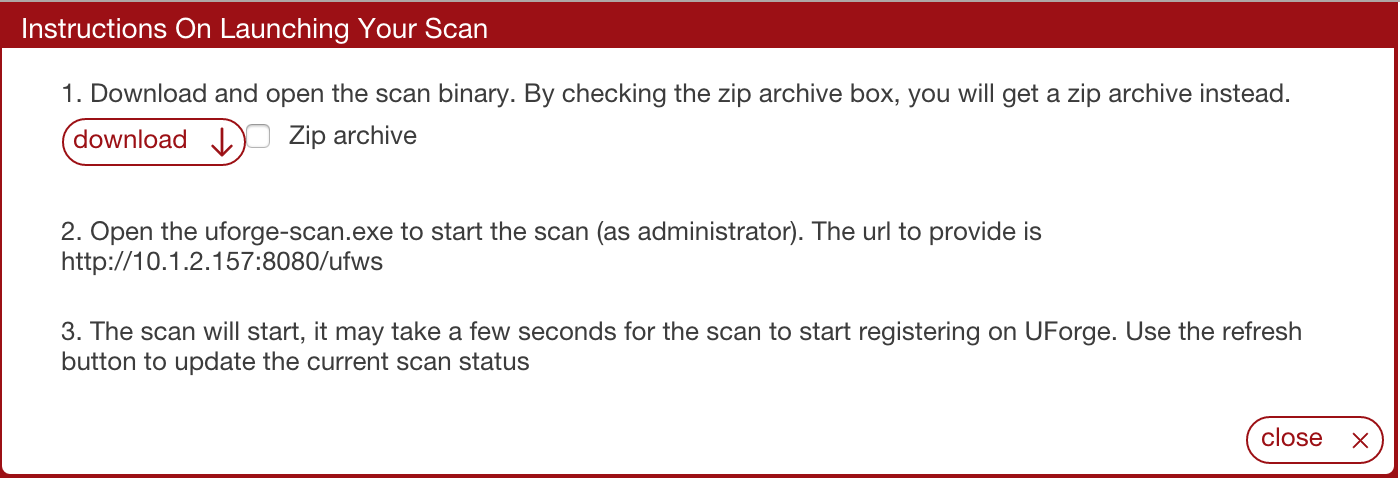 Instructions On Launching Your Scan
1. Download and open the scan binary. By checking the zip archive box, you will get a zip archive instead.
download Zip archive
2. Open the uforge-scan.exe to start the scan (as administrator). The url to provide is
http://10.1.2.157:8080/ufws
3. The scan will start, it may take a few seconds for the scan to start registering on UForge. Use the refresh
button to update the current scan status
close